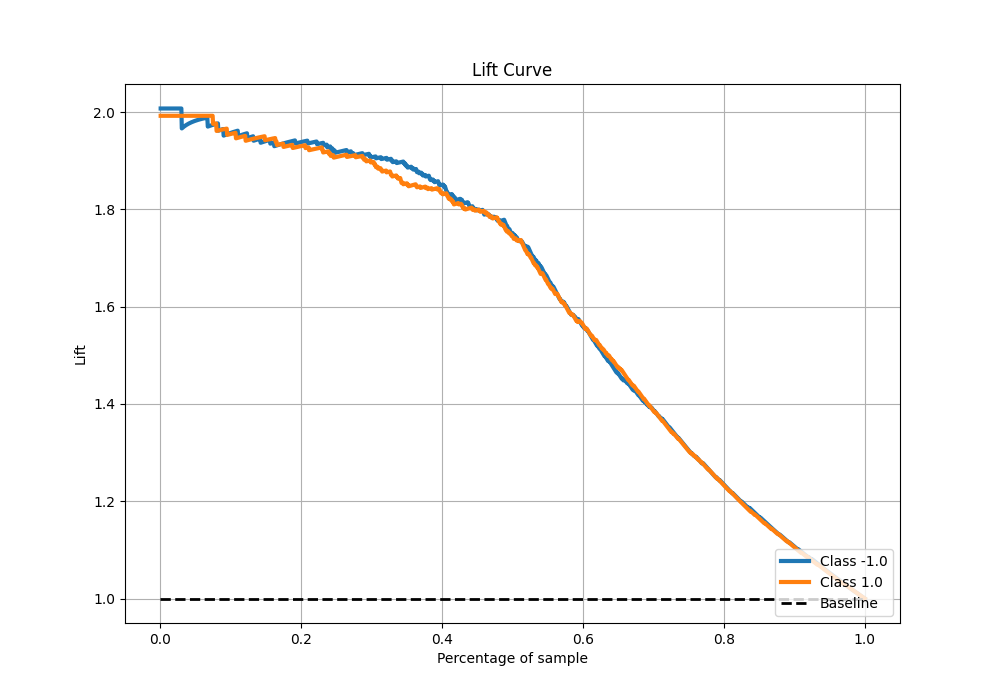 Lift Curve
Lift
2.0
1.8
1.6
1.4
1.2
1.0
Class -1.0
Class 1.0
Baseline
0.0 0.2 0.4 0.6 0.8 1.0
Percentage of sample